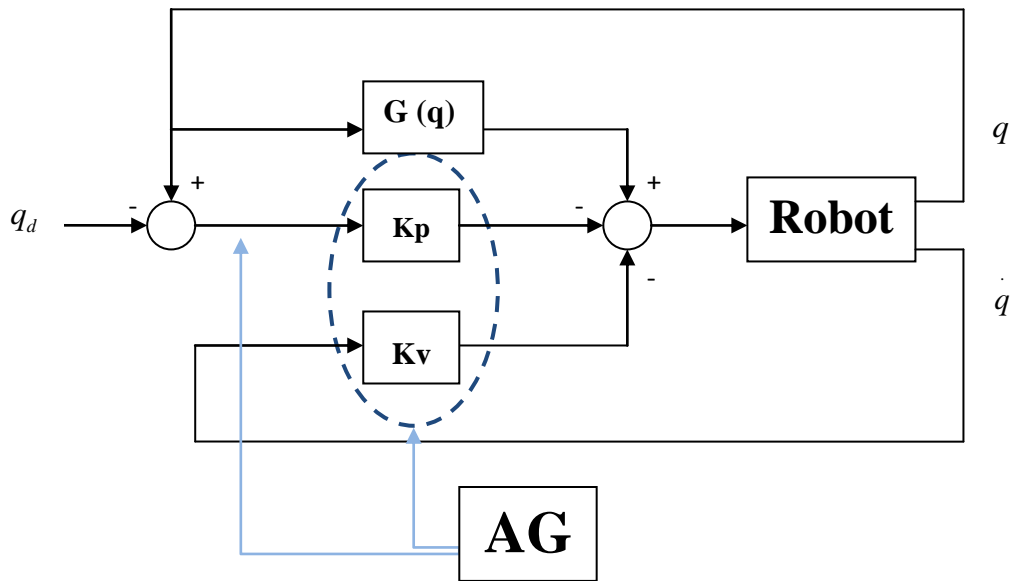 G (q)
q
+
+
-
-
q_d
Kp
Robot
-
q̇
Kv
AG